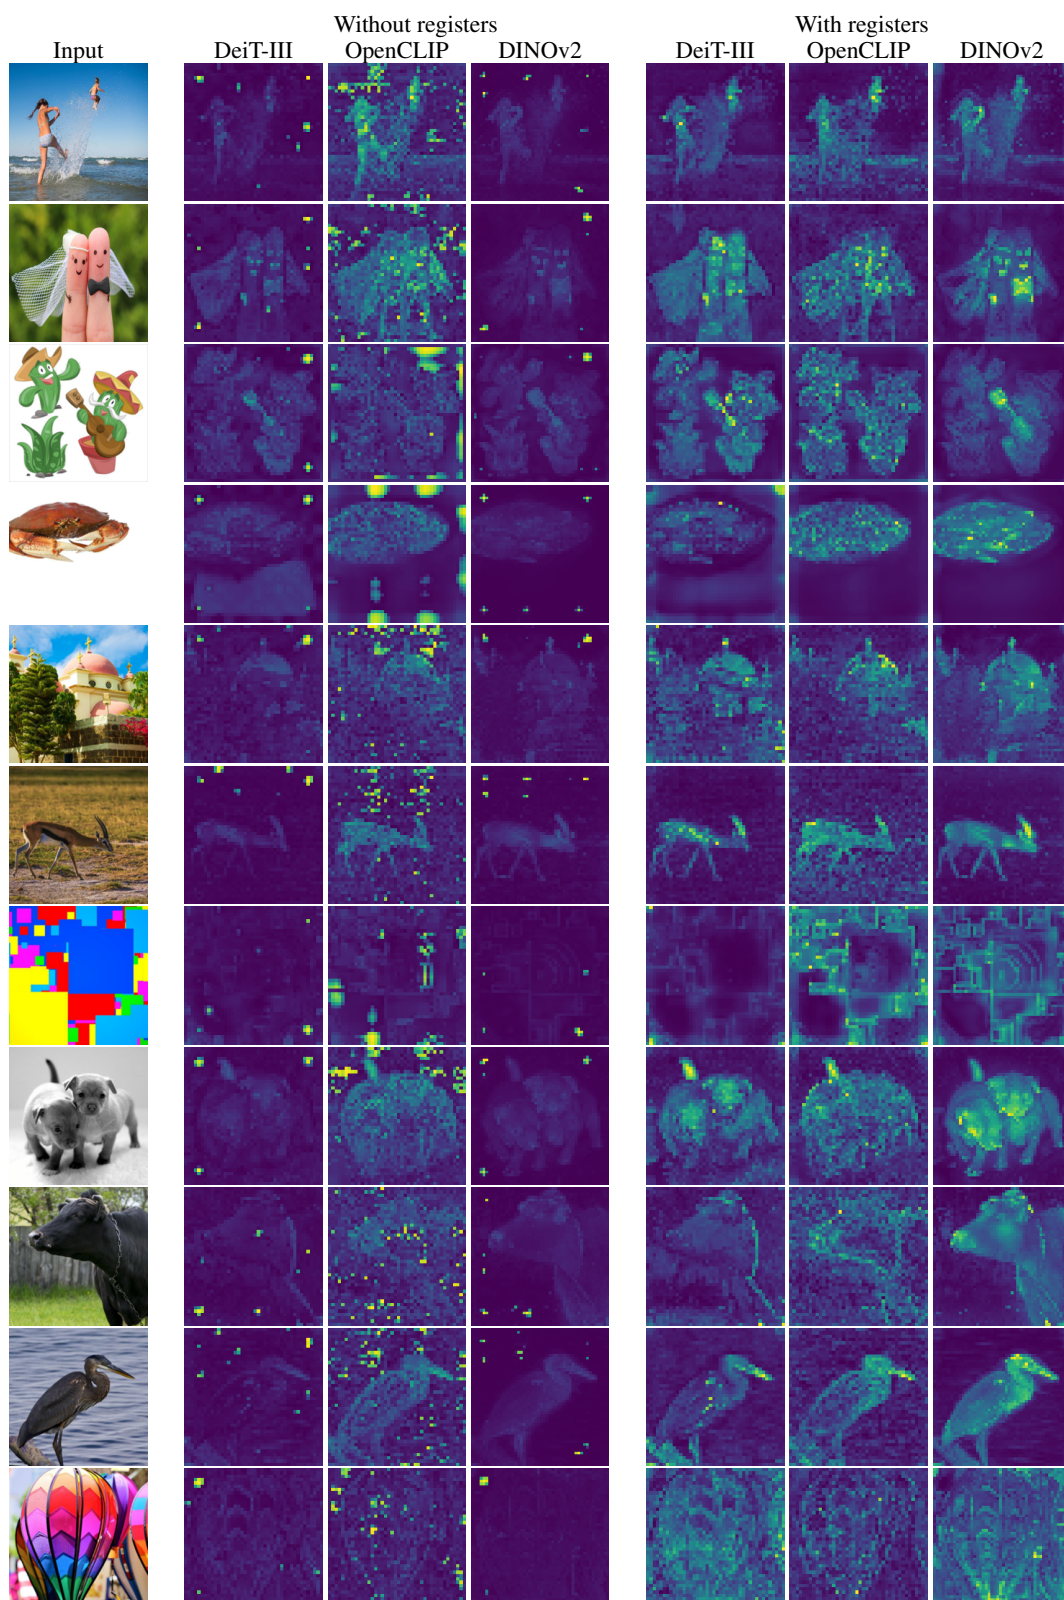 Without registers
With registers
Input
DeiT-III
OpenCLIP
DINOv2
DeiT-III
OpenCLIP
DINOv2